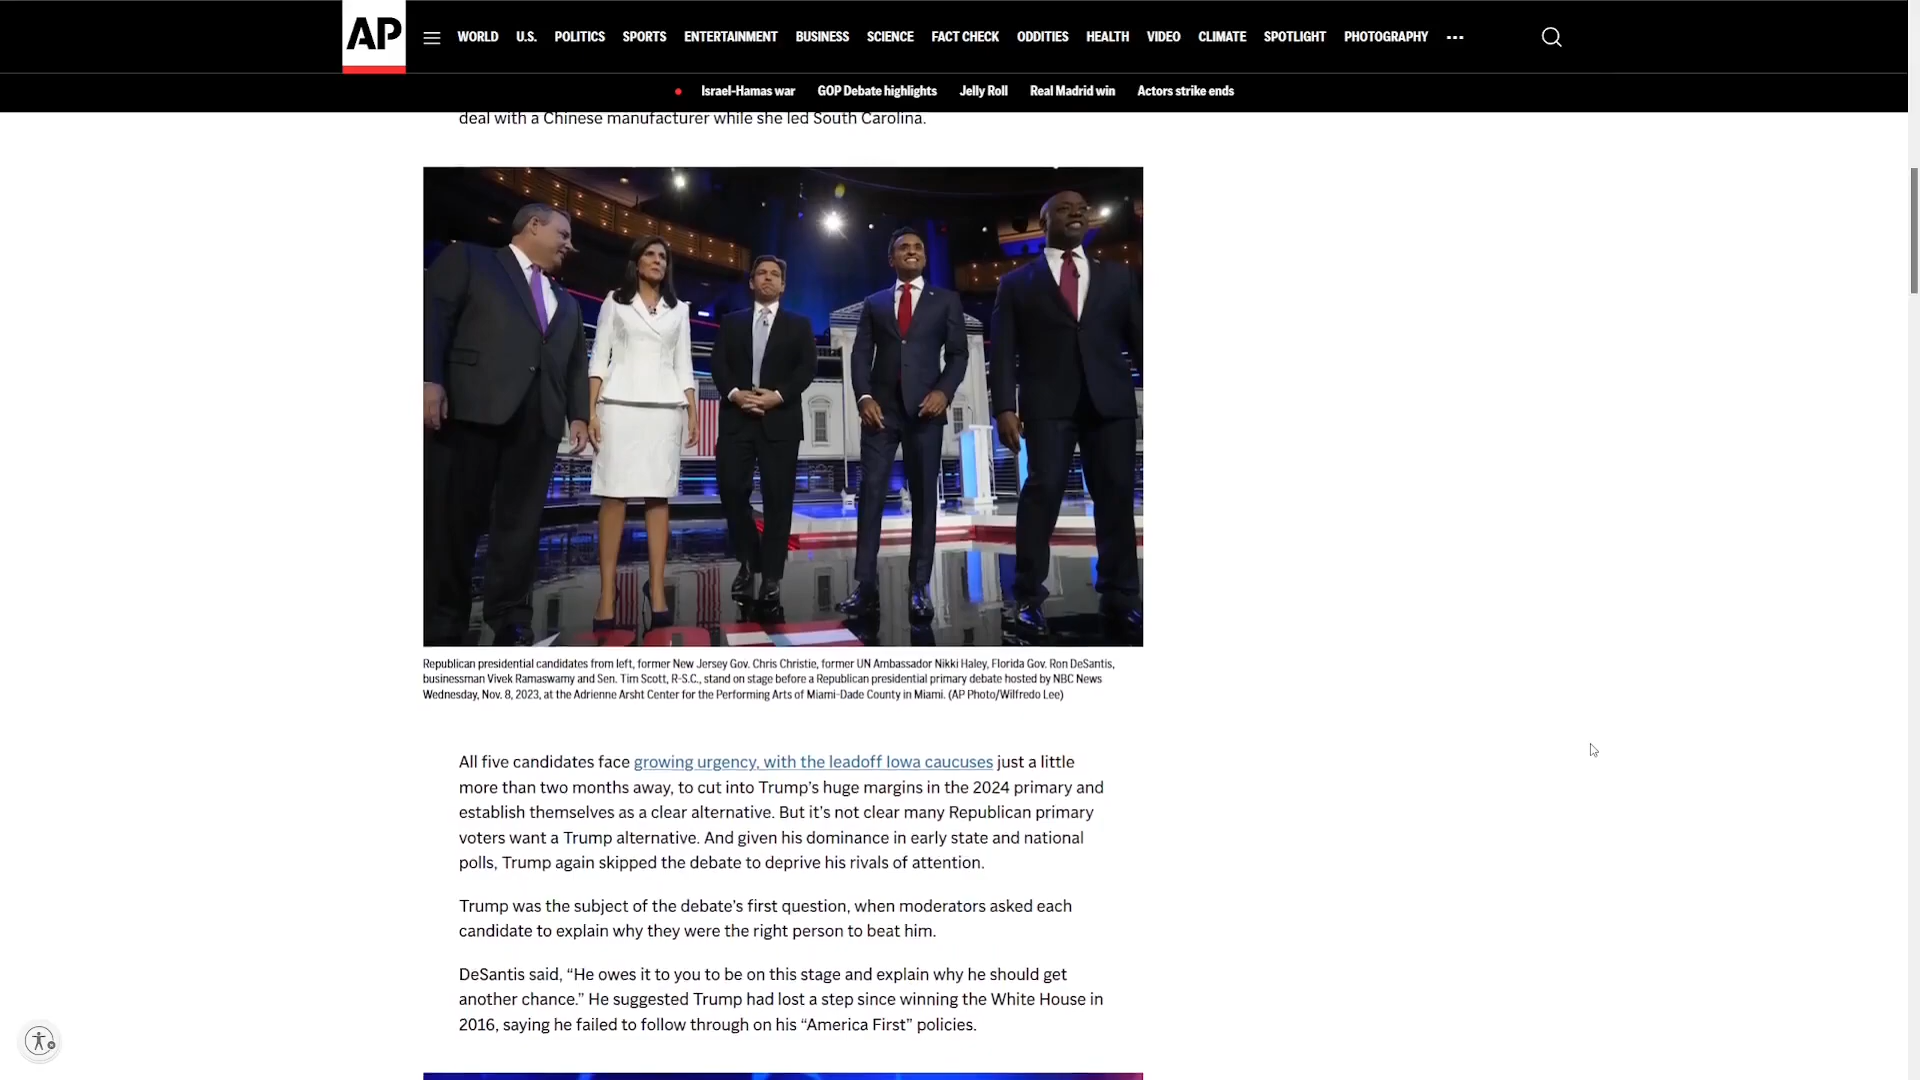 AP
WORLD U.S. POLITICS SPORTS ENTERTAINMENT BUSINESS SCIENCE FACT CHECK ODDITIES HEALTH VIDEO CLIMATE SPOTLIGHT PHOTOGRAPHY ...
Israel-Hamas war GOP Debate highlights Jelly Roll Real Madrid win Actors strike ends
deal with a Chinese manufacturer while she led South Carolina.
Republican presidential candidates from left, former New Jersey Gov. Chris Christie, former UN Ambassador Nikki Haley, Florida Gov. Ron DeSantis,
businessman Vivek Ramaswamy and Sen. Tim Scott, R-S.C., stand on stage before a Republican presidential primary debate hosted by NBC News
Wednesday, Nov. 8, 2023, at the Adrienne Arsht Center for the Performing Arts of Miami-Dade County in Miami. (AP Photo/Wilfredo Lee)
All five candidates face growing urgency, with the leadoff Iowa caucuses just a little
more than two months away, to cut into Trump’s huge margins in the 2024 primary and
establish themselves as a clear alternative. But it’s not clear many Republican primary
voters want a Trump alternative. And given his dominance in early state and national
polls, Trump again skipped the debate to deprive his rivals of attention.
Trump was the subject of the debate’s first question, when moderators asked each
candidate to explain why they were the right person to beat him.
DeSantis said, “He owes it to you to be on this stage and explain why he should get
another chance.” He suggested Trump had lost a step since winning the White House in
2016, saying he failed to follow through on his “America First” policies.